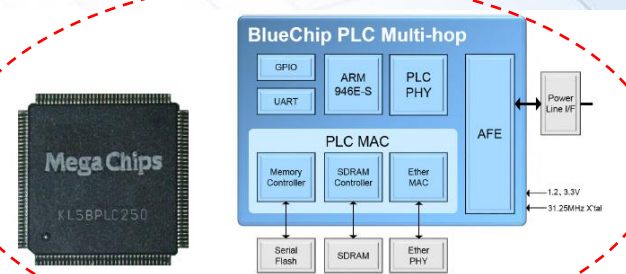 BlueChip PLC Multi-hop
GPIO
UART
ARM
946E-S
PLC
PHY
AFE
Power
Line I/F
PLC MAC
Memory
Controller
SDRAM
Controller
Ether
MAC
1.2、3.3V
31.25MHz X'tal
Serial
Flash
SDRAM
Ether
PHY
MegaChips
KL5BPLC250